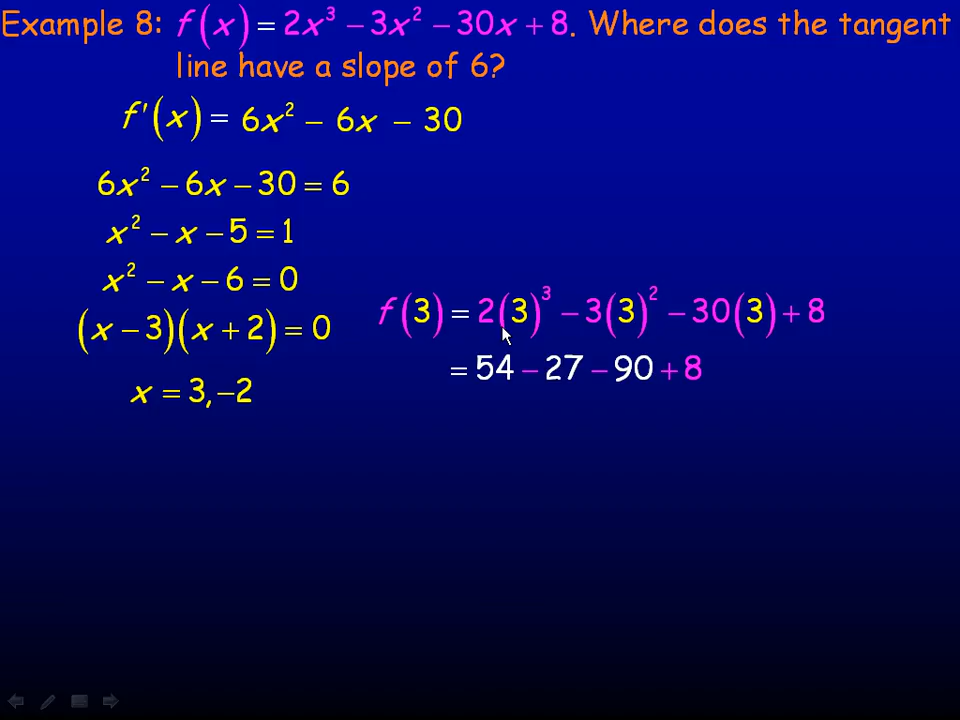 Example 8: f(x) = 2x³ − 3x² − 30x + 8. Where does the tangent
line have a slope of 6?
f′(x) = 6x² − 6x − 30
6x² − 6x − 30 = 6
x² − x − 5 = 1
x² − x − 6 = 0
(x − 3)(x + 2) = 0
x = 3, −2
f(3) = 2(3)³ − 3(3)² − 30(3) + 8
= 54 − 27 − 90 + 8